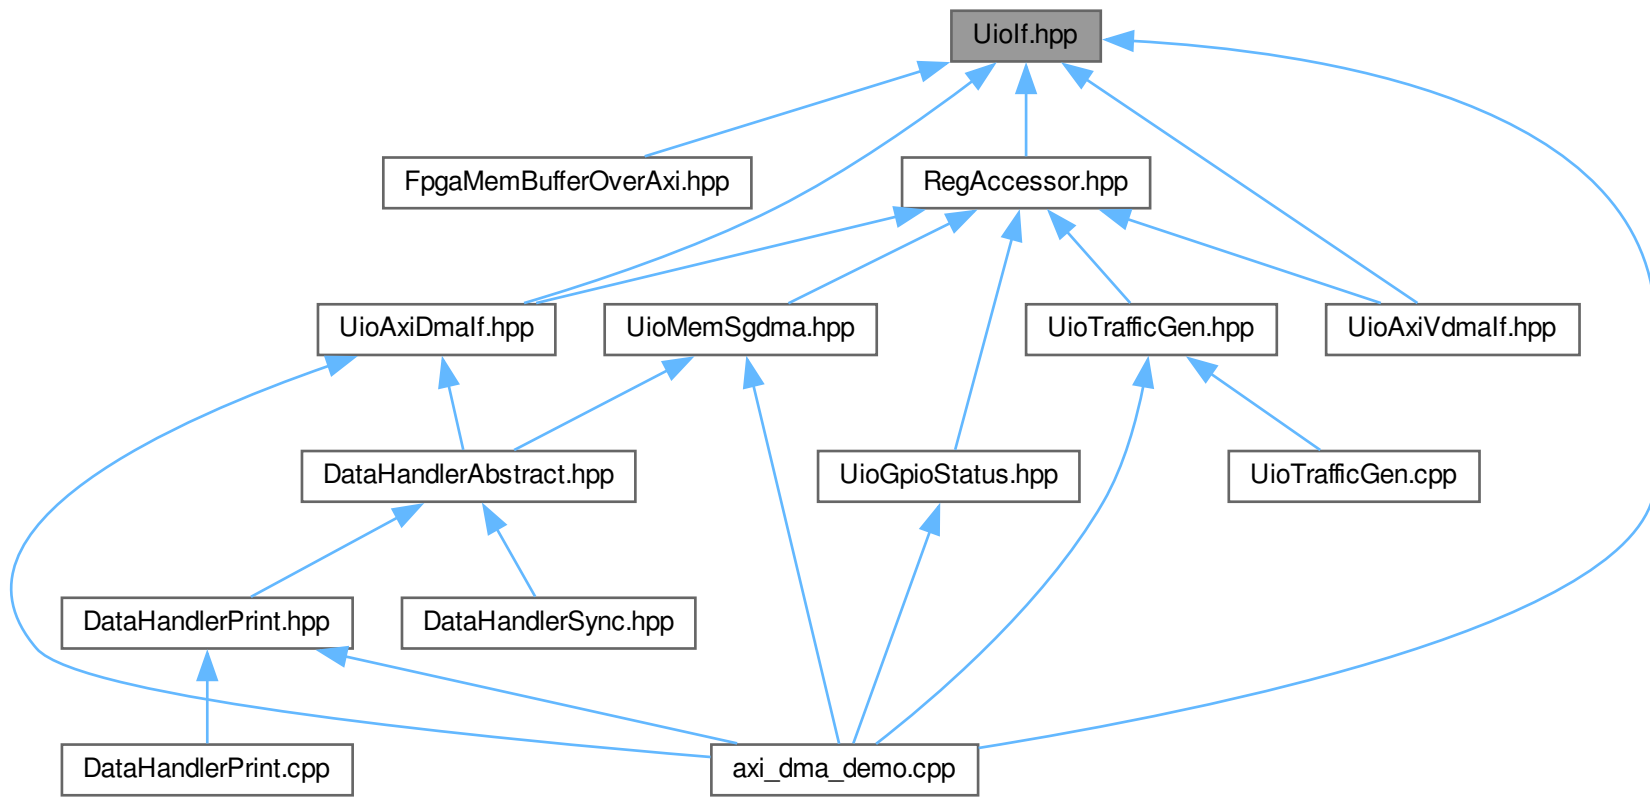 UioIf.hpp
FpgaMemBufferOverAxi.hpp
RegAccessor.hpp
UioAxiDmaIf.hpp
UioMemSgdma.hpp
UioTrafficGen.hpp
UioAxiVdmaIf.hpp
DataHandlerAbstract.hpp
UioGpioStatus.hpp
UioTrafficGen.cpp
DataHandlerPrint.hpp
DataHandlerSync.hpp
DataHandlerPrint.cpp
axi_dma_demo.cpp